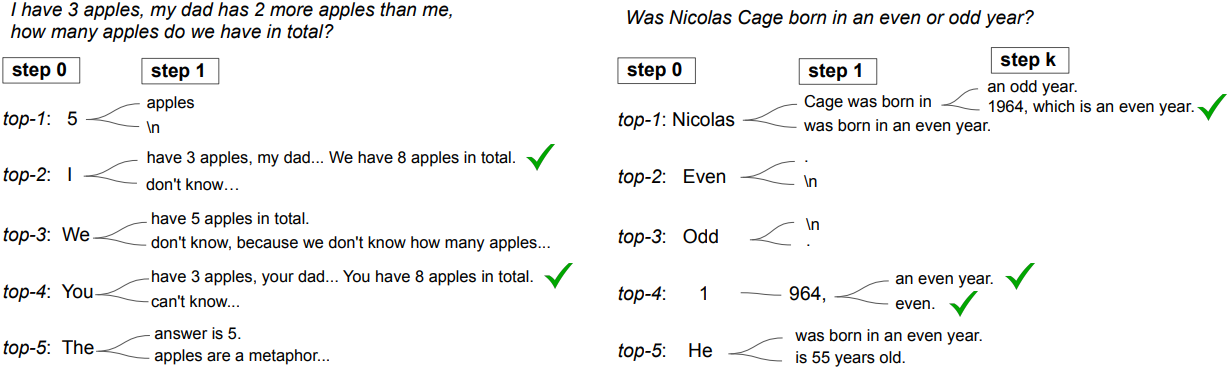 I have 3 apples, my dad has 2 more apples than me,
how many apples do we have in total?
step 0 step 1
top-1: 5
apples
\n
top-2: I
have 3 apples, my dad... We have 8 apples in total.
don't know…
top-3: We
have 5 apples in total.
don't know, because we don't know how many apples...
top-4: You
have 3 apples, your dad... You have 8 apples in total.
can't know...
top-5: The
answer is 5.
apples are a metaphor...
Was Nicolas Cage born in an even or odd year?
step 0 step 1 step k
top-1: Nicolas
Cage was born in
an odd year.
1964, which is an even year.
was born in an even year.
top-2: Even
.
\n
top-3: Odd
\n
.
top-4: 1
964,
an even year.
even.
top-5: He
was born in an even year.
is 55 years old.